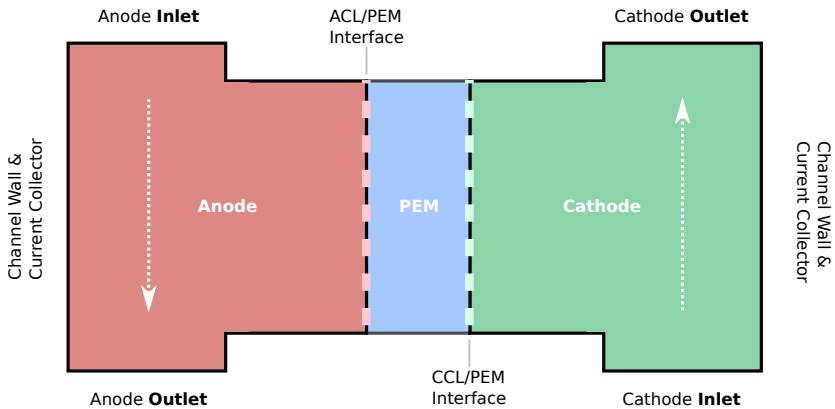 Anode Inlet
ACL/PEM
Interface
Cathode Outlet
Channel Wall &
Current Collector
Anode
PEM
Cathode
Channel Wall &
Current Collector
Anode Outlet
CCL/PEM
Interface
Cathode Inlet